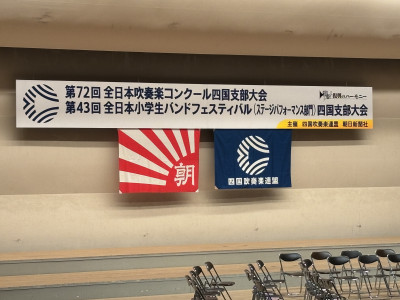 第72回 全日本吹奏楽コンクール四国支部大会
第43回 全日本小学生バンドフェスティバル(ステージパフォーマンス部門)四国支部大会
主催 四国吹奏楽連盟 朝日新聞社
朝
四国吹奏楽連盟